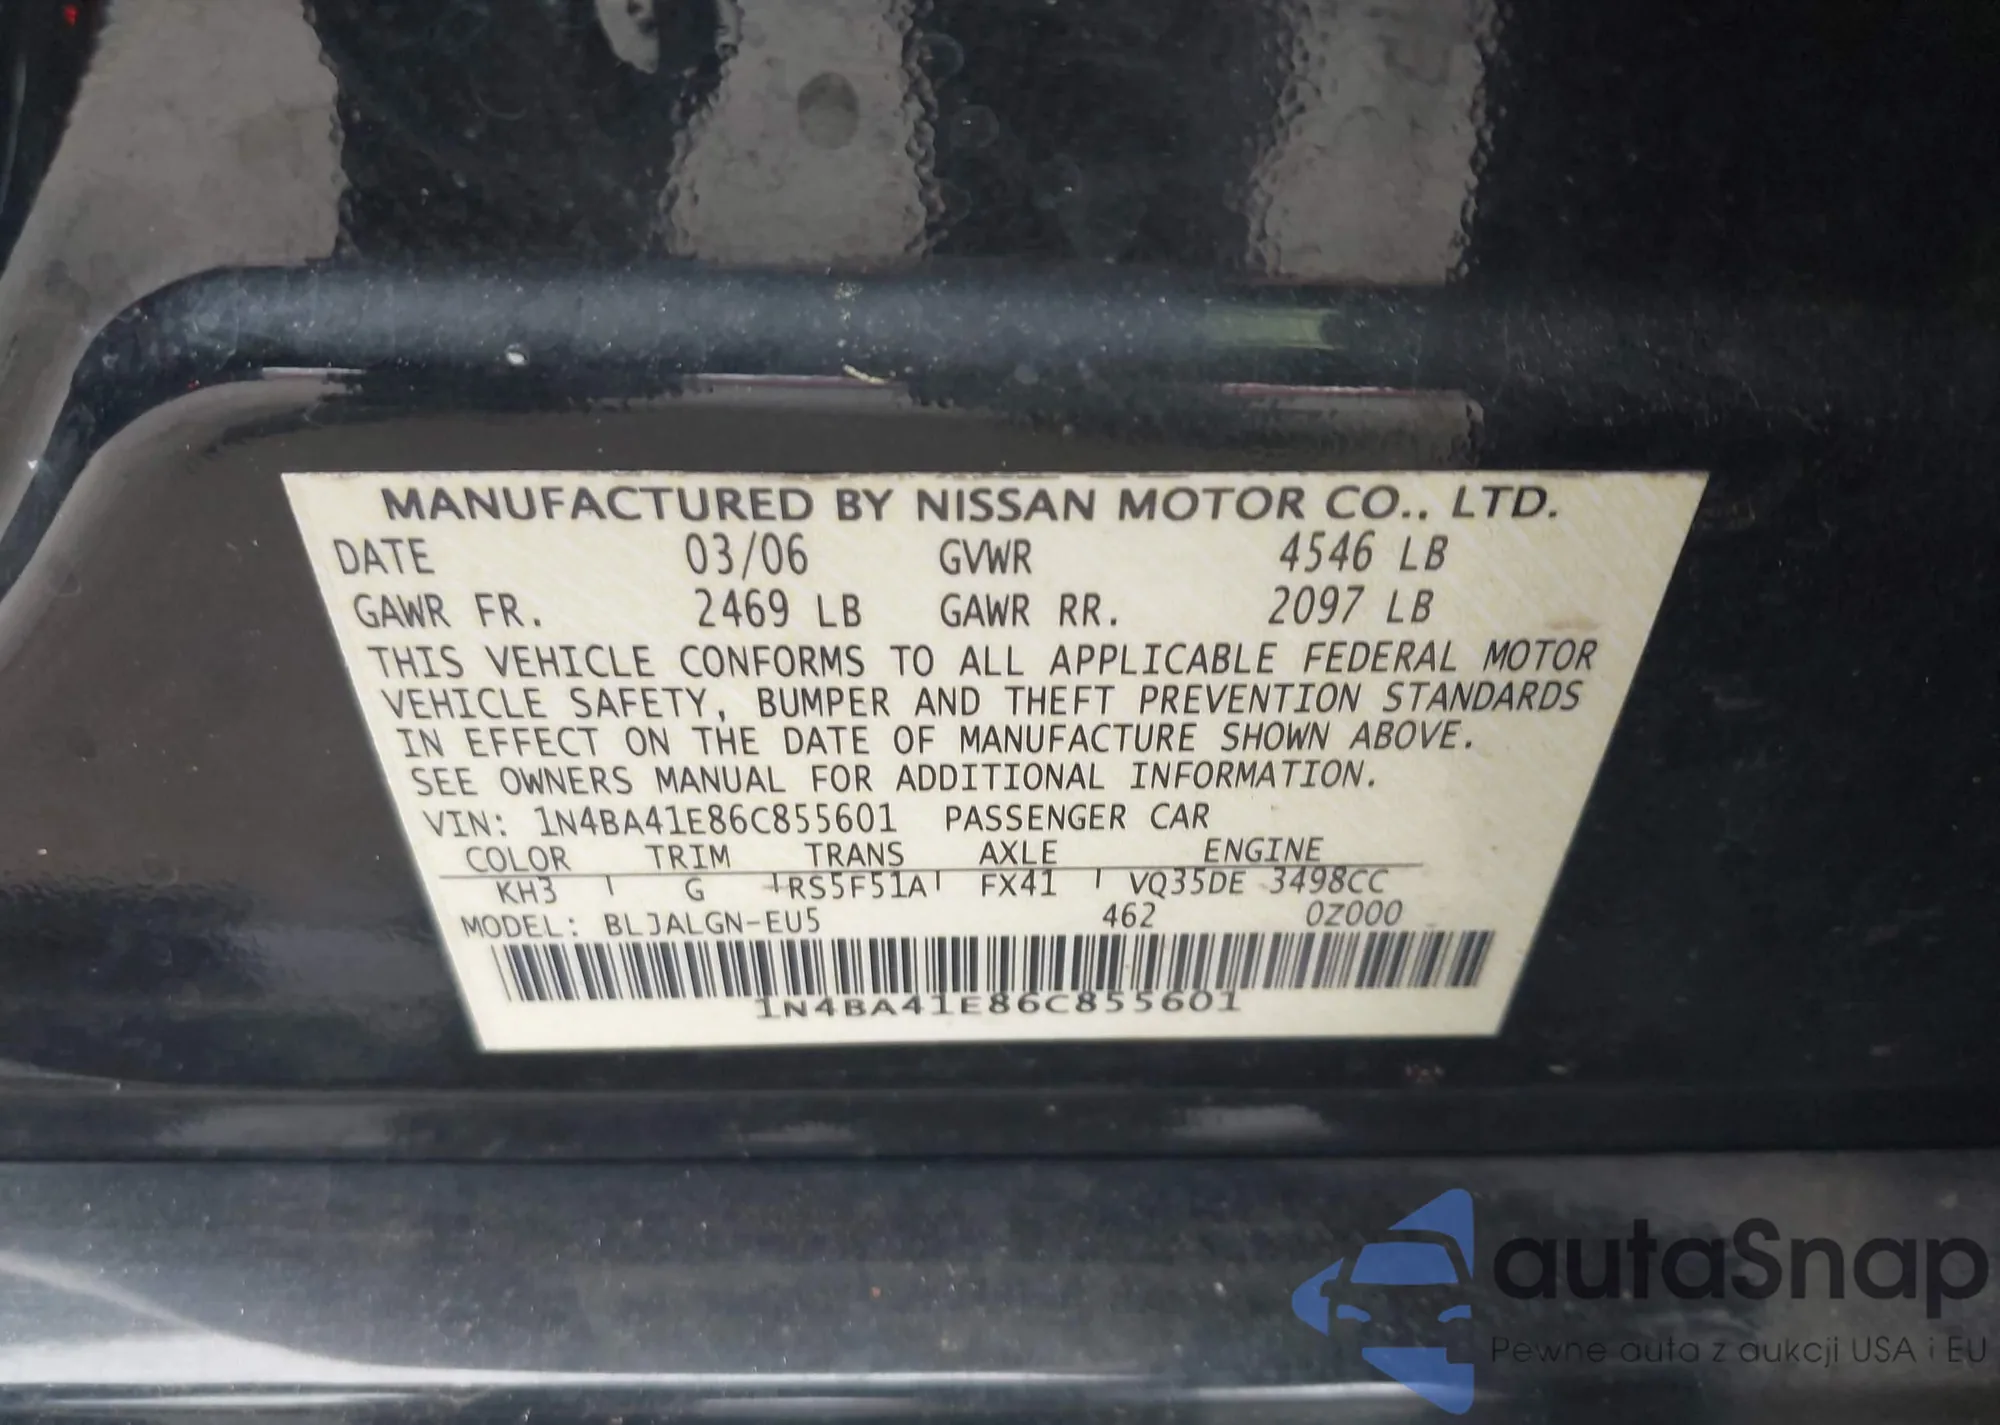 MANUFACTURED BY NISSAN MOTOR CO., LTD.
DATE 03/06 GVWR 4546 LB
GAWR FR. 2469 LB GAWR RR. 2097 LB
THIS VEHICLE CONFORMS TO ALL APPLICABLE FEDERAL MOTOR
VEHICLE SAFETY, BUMPER AND THEFT PREVENTION STANDARDS
IN EFFECT ON THE DATE OF MANUFACTURE SHOWN ABOVE.
SEE OWNERS MANUAL FOR ADDITIONAL INFORMATION.
VIN: 1N4BA41E86C855601 PASSENGER CAR
COLOR TRIM TRANS AXLE ENGINE
KH3 G RS5F51A FX41 VQ35DE 3498CC
MODEL: BLJALGN-EU5 462 0Z000
1N4BA41E86C855601
autaSnap
Pewne auta z aukcji USA i EU